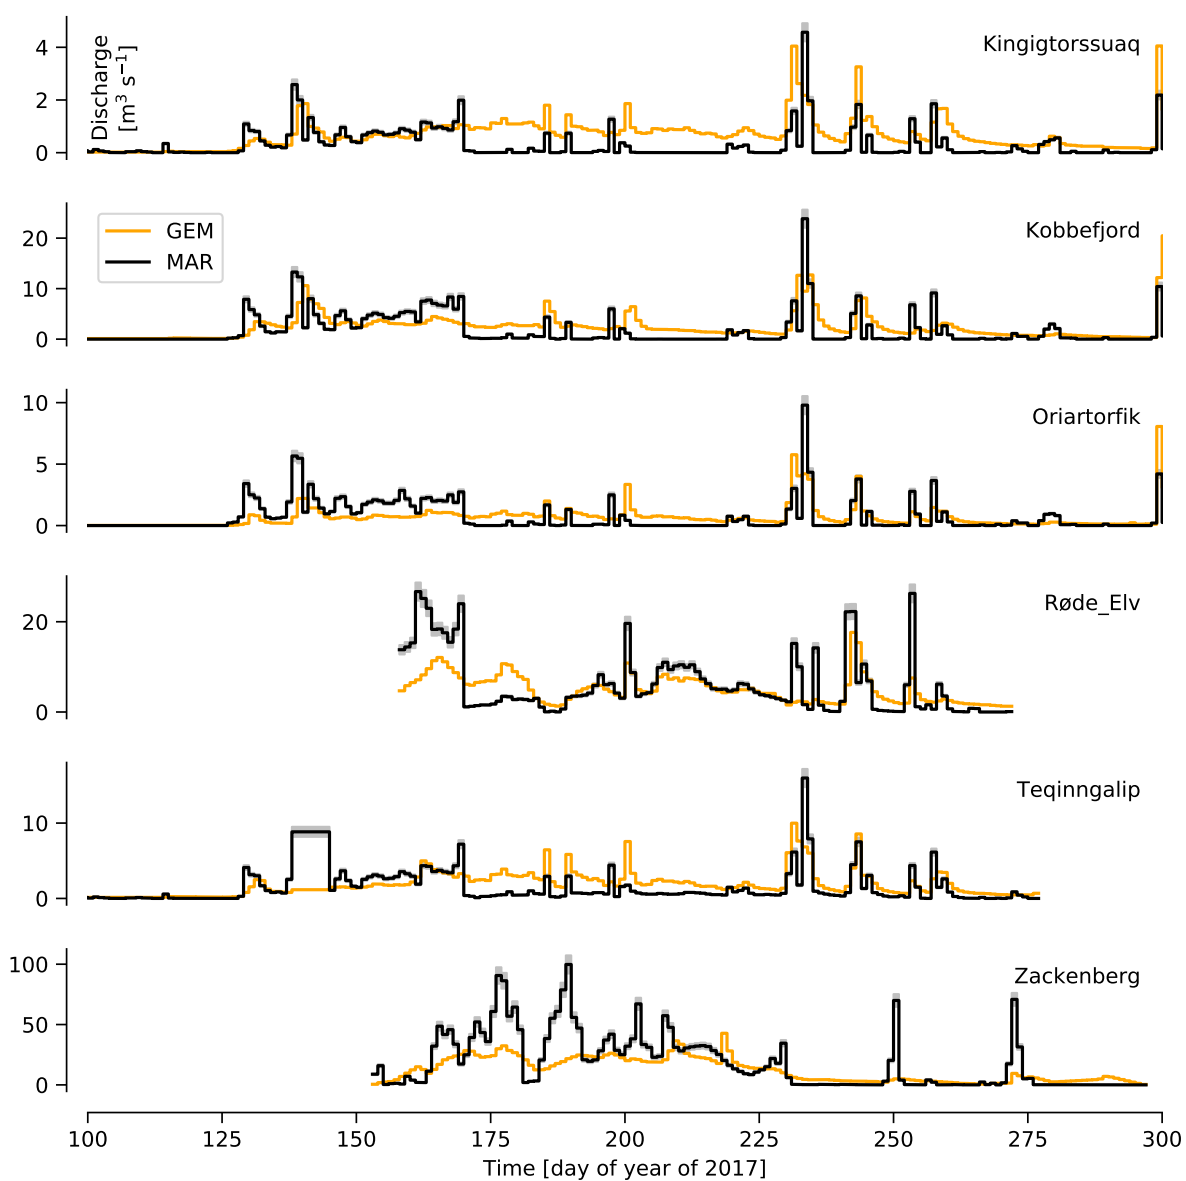 Discharge
[m³ s⁻¹]
4
2
0
Kingigtorssuaq
GEM
MAR
20
10
0
Kobbefjord
10
5
0
Oriartorfik
20
0
Røde_Elv
10
0
Teqinngalip
100
50
0
Zackenberg
100 125 150 175 200 225 250 275 300
Time [day of year of 2017]